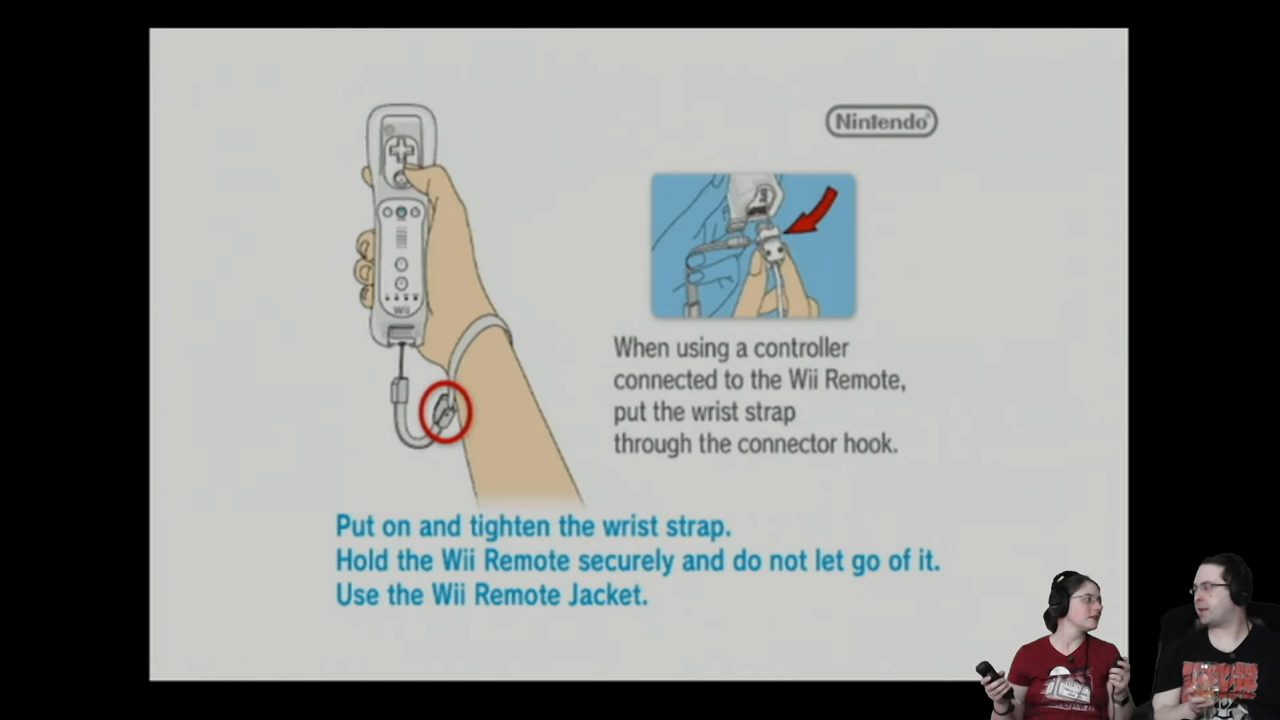 Nintendo
When using a controller
connected to the Wii Remote,
put the wrist strap
through the connector hook.
Wii
Put on and tighten the wrist strap.
Hold the Wii Remote securely and do not let go of it.
Use the Wii Remote Jacket.